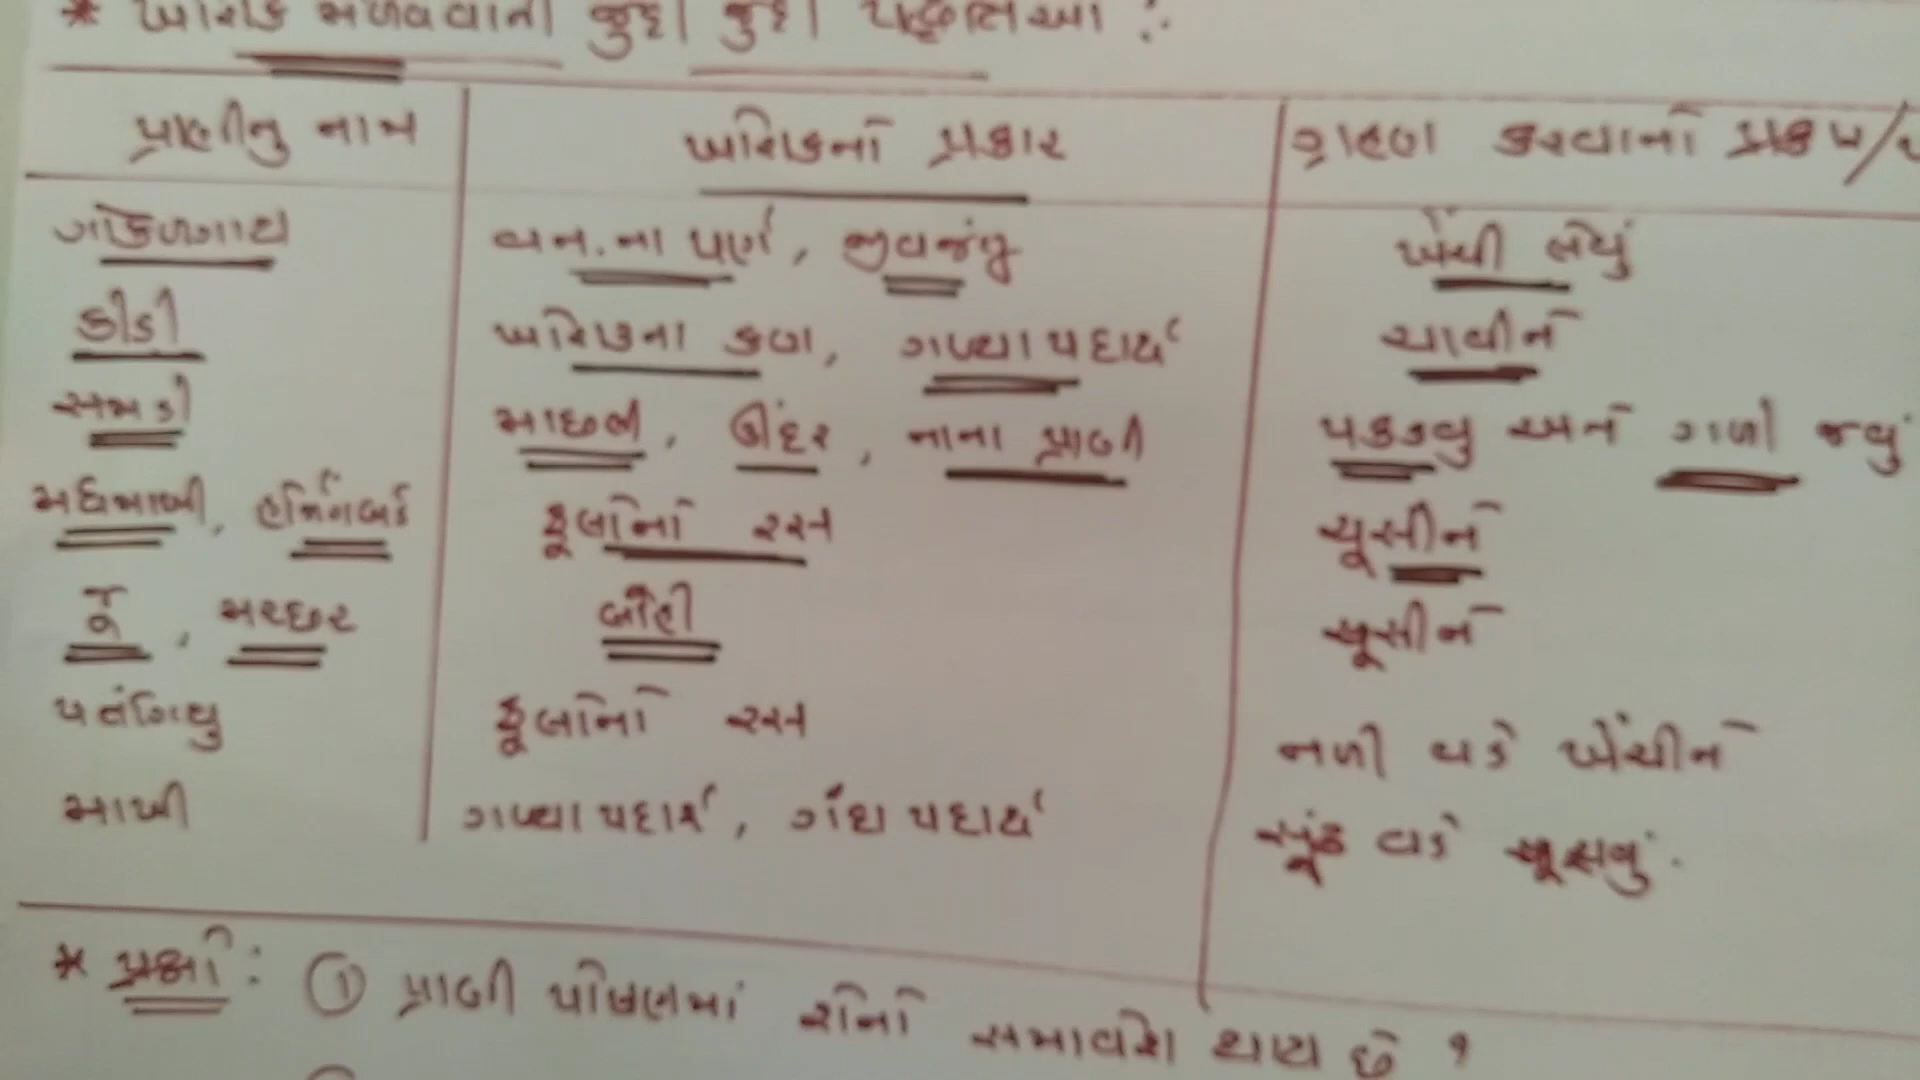 * ખોરાક મેળવવાની જુદી જુદી પદ્ધતિઓ :
પ્રાણીનુ નામ ખોરાકનો પ્રકાર ગ્રહણ કરવાનો પ્રકાર/
ગોકળગાય વન.ના પર્ણ, જીવજંતુ ખેંચી લેવું
કીડી ખોરાકના કણ, ગળ્યા પદાર્થ ચાવીને
સમડી માછલી, ઊંદર, નાના પ્રાણી પકડવુ અને ગળી જવું
મધમાખી, હમિંગબર્ડ ફૂલોનો રસ ચૂસીને
જૂ, મચ્છર લોહી ચૂસીને
પતંગિયુ ફૂલોનો રસ નળી વડે ખેંચીને
માખી ગળ્યા પદાર્થ, ગંદા પદાર્થ સૂંઢ વડે ચૂસવું.
* પ્રશ્નો : ① પ્રાણી પોષણમાં શેનો સમાવેશ થાય છે ?